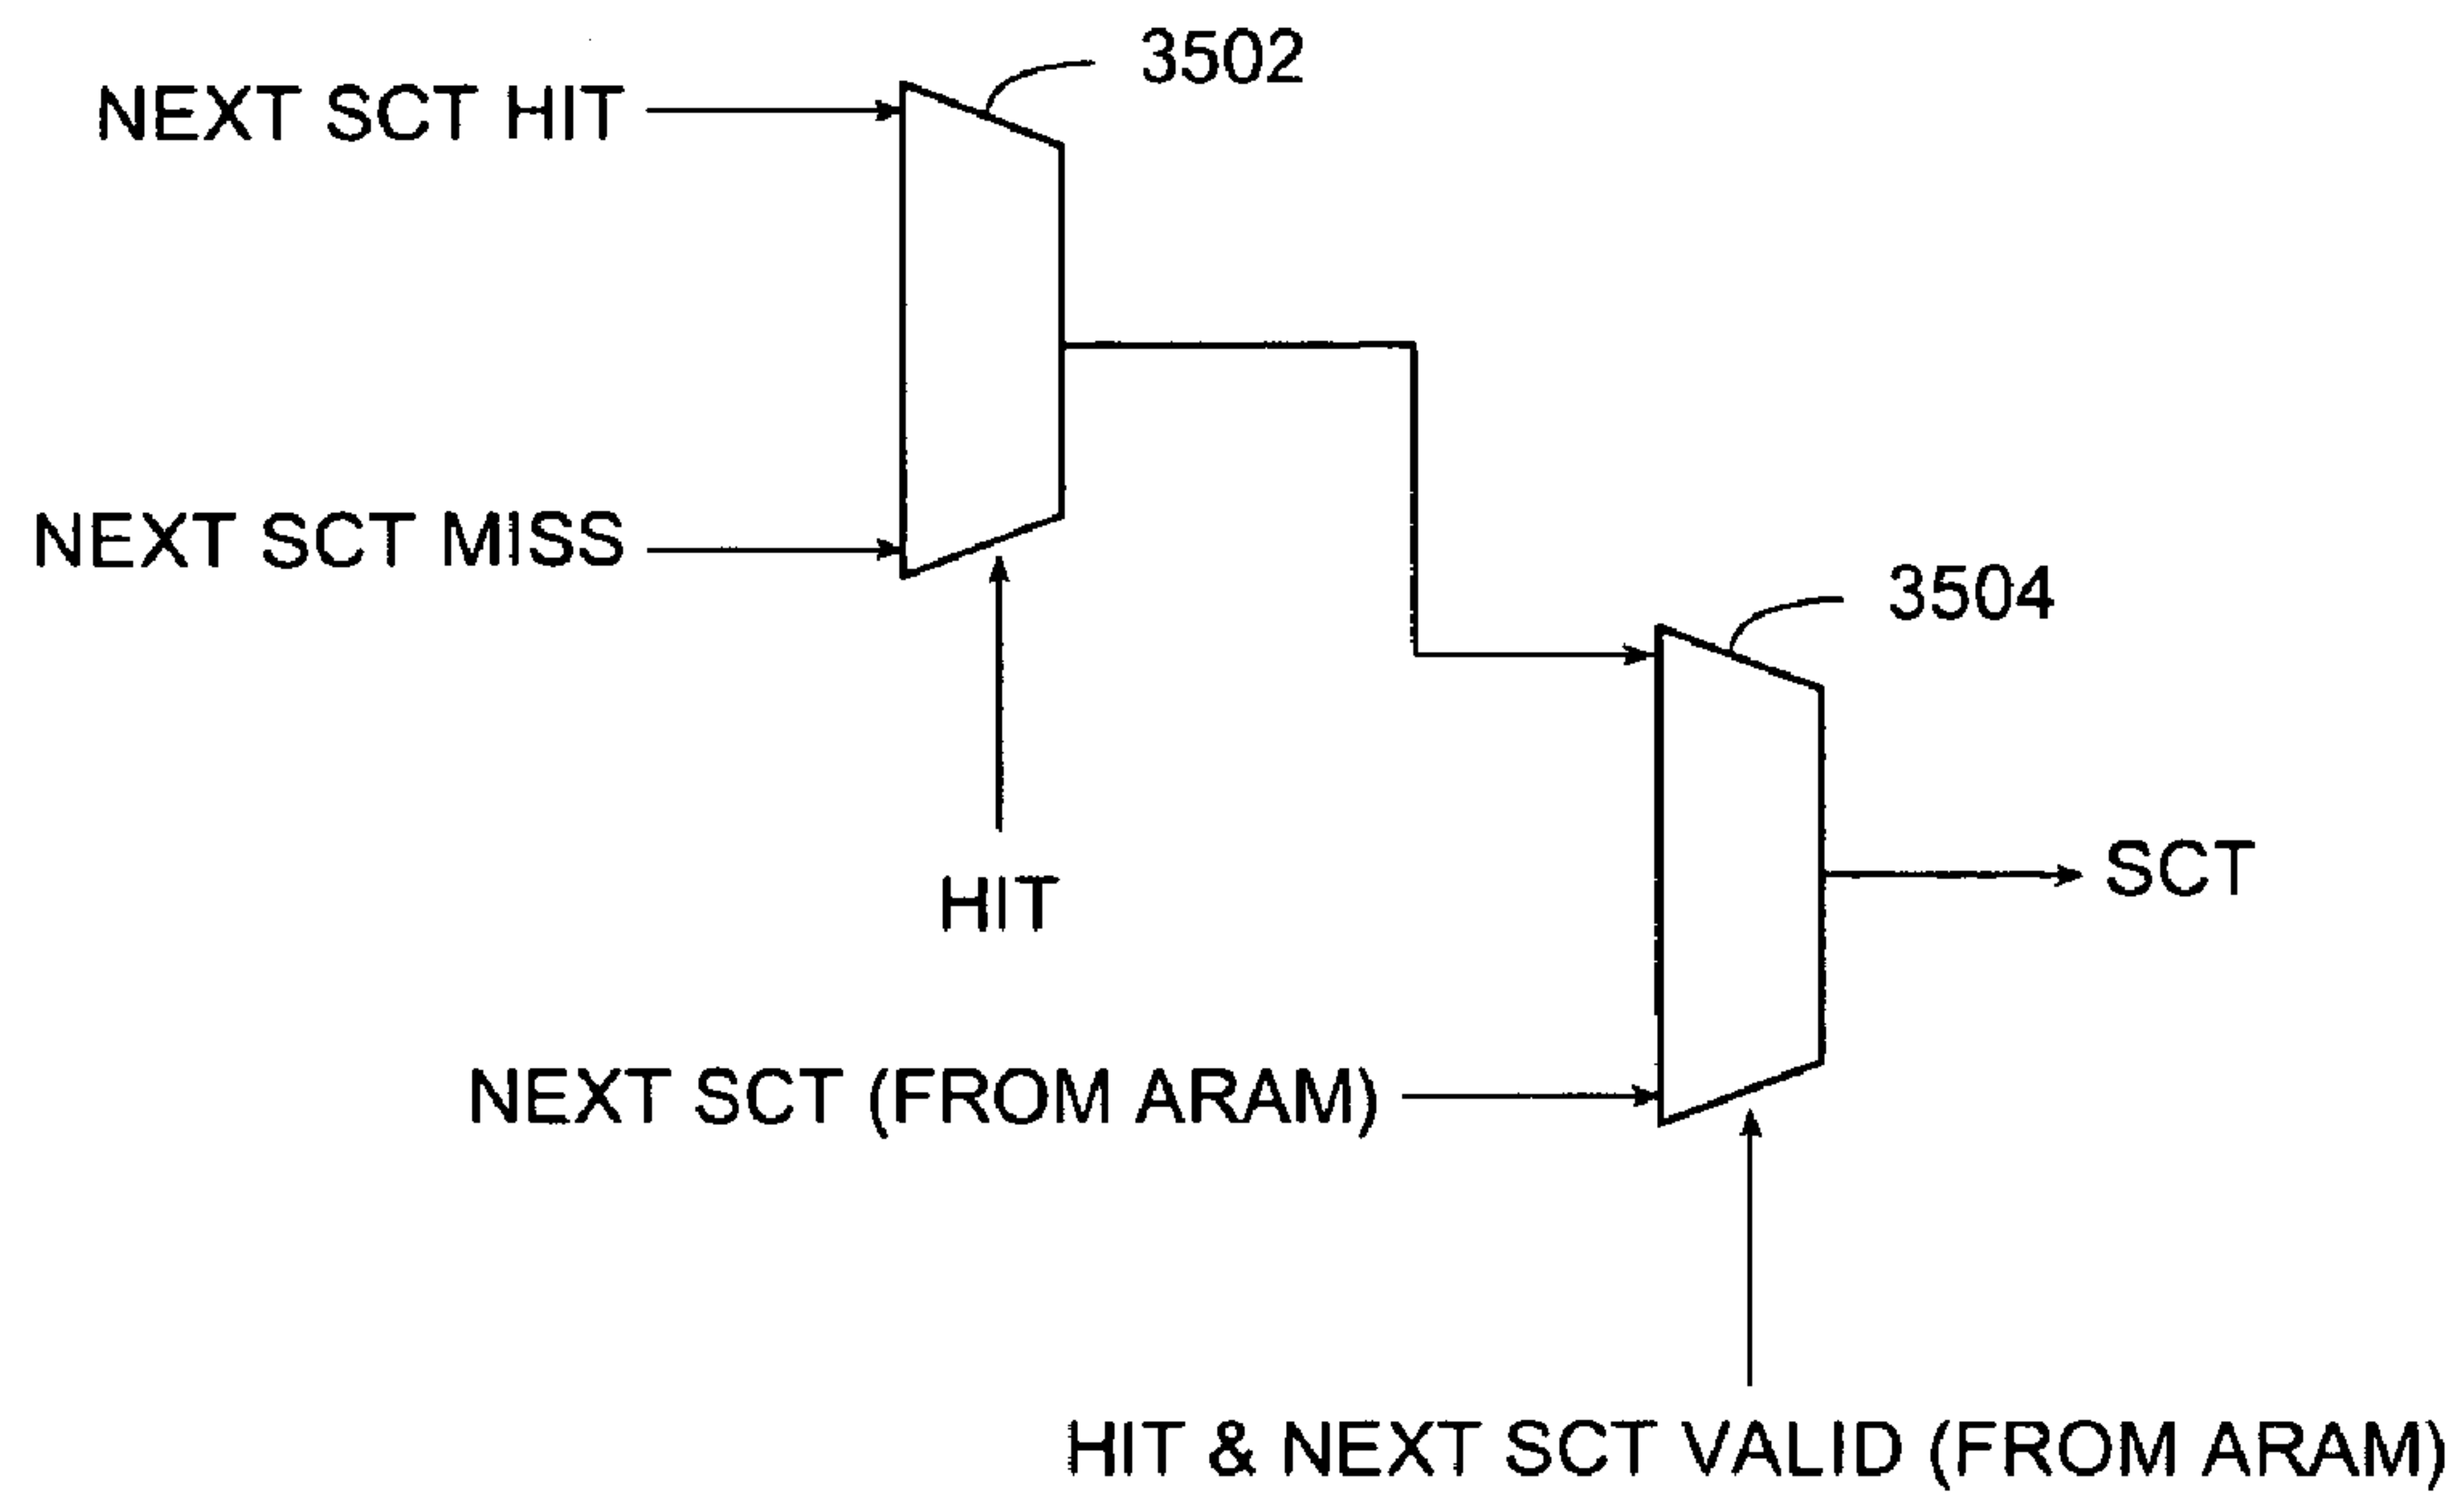 3502
NEXT SCT HIT
NEXT SCT MISS
3504
HIT
SCT
NEXT SCT (FROM ARAM)
HIT & NEXT SCT VALID (FROM ARAM)